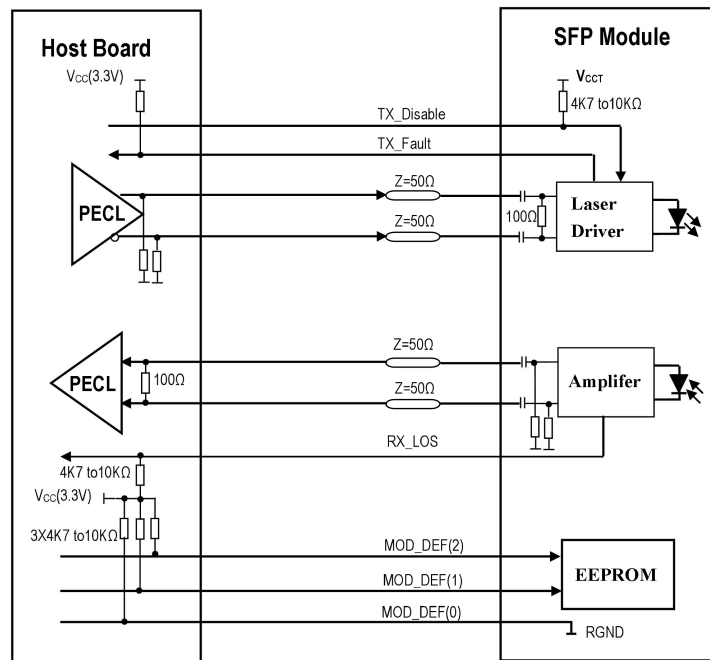 Host Board
SFP Module
Vcc(3.3V)
VCCT
4K7 to10KΩ
TX_Disable
TX_Fault
Z=50Ω
PECL
Z=50Ω
100Ω
Laser
Driver
Z=50Ω
PECL
100Ω
Z=50Ω
Amplifer
RX_LOS
4K7 to10KΩ
Vcc(3.3V)
3X4K7 to10KΩ
MOD_DEF(2)
EEPROM
MOD_DEF(1)
MOD_DEF(0)
RGND